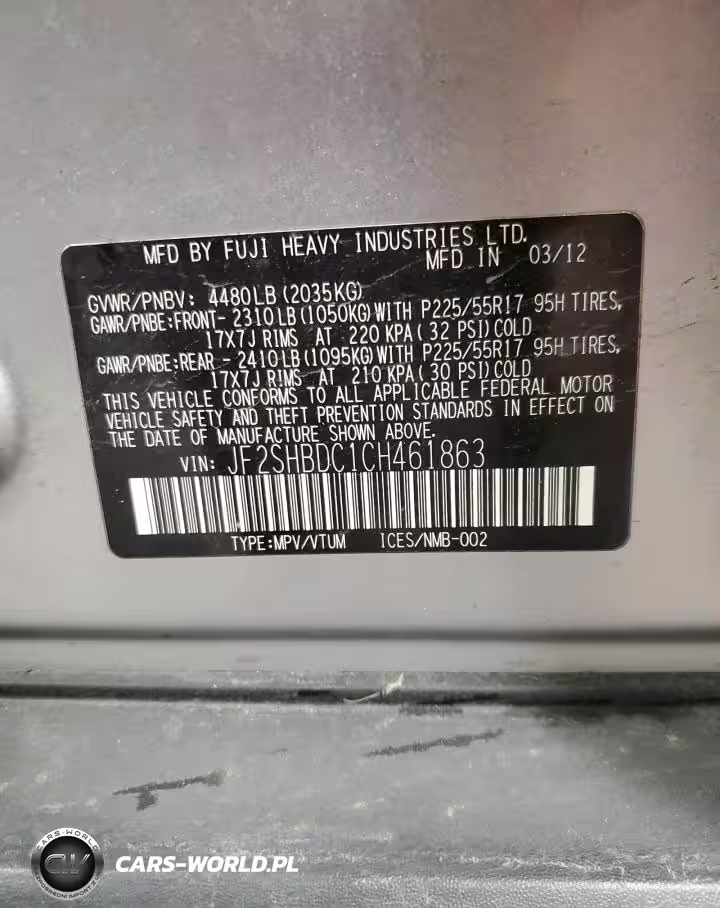 MFD BY FUJI HEAVY INDUSTRIES LTD.
MFD IN 03/12
GVWR/PNBV: 4480LB (2035KG)
GAWR/PNBE:FRONT- 2310 LB (1050KG) WITH P225/55R17 95H TIRES,
17X7J RIMS AT 220 KPA ( 32 PSI) COLD
GAWR/PNBE:REAR - 2410 LB (1095KG) WITH P225/55R17 95H TIRES,
17X7J RIMS AT 210 KPA ( 30 PSI) COLD
THIS VEHICLE CONFORMS TO ALL APPLICABLE FEDERAL MOTOR
VEHICLE SAFETY AND THEFT PREVENTION STANDARDS IN EFFECT ON
THE DATE OF MANUFACTURE SHOWN ABOVE.
VIN: JF2SHBDC1CH461863
TYPE:MPV/VTUM ICES/NMB-002
CARS-WORLD
CW
CARS-WORLD.PL